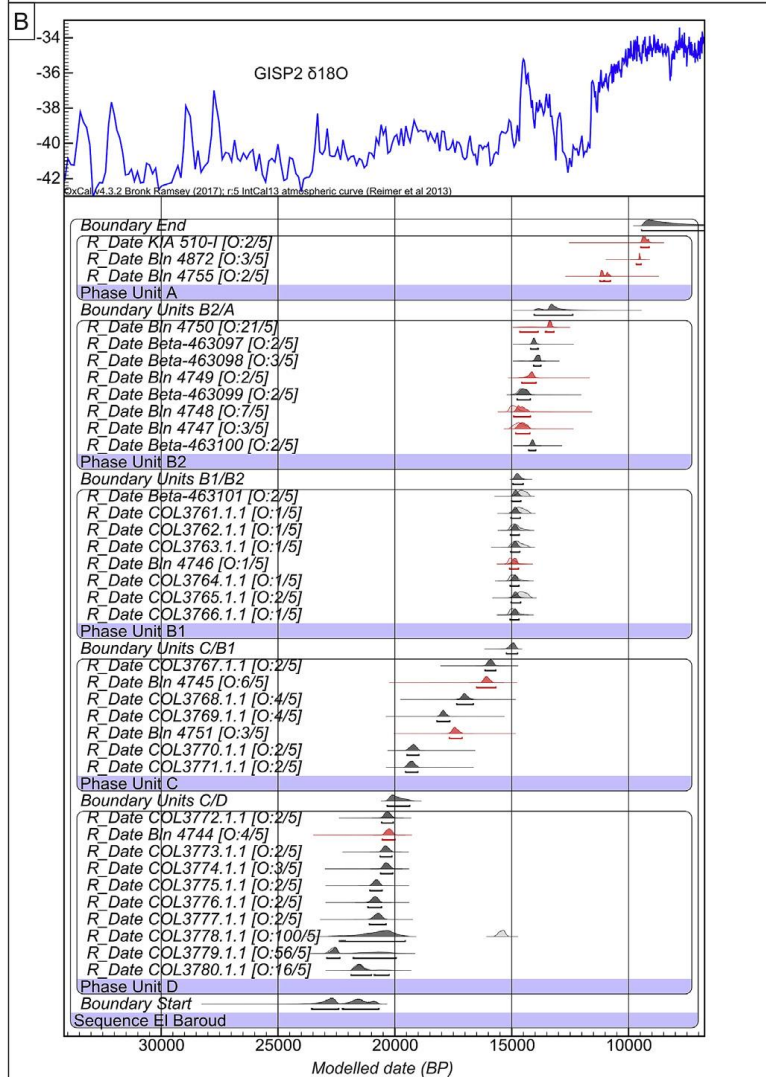 B
-34
-36
-38
-40
-42
GISP2 δ18O
OxCal v4.3.2 Bronk Ramsey (2017); r:5 IntCal13 atmospheric curve (Reimer et al 2013)
Boundary End
R_Date KIA 510-I [O:2/5]
R_Date Bln 4872 [O:3/5]
R_Date Bln 4755 [O:2/5]
Phase Unit A
Boundary Units B2/A
R_Date Bln 4750 [O:21/5]
R_Date Beta-463097 [O:2/5]
R_Date Beta-463098 [O:3/5]
R_Date Bln 4749 [O:2/5]
R_Date Beta-463099 [O:2/5]
R_Date Bln 4748 [O:7/5]
R_Date Bln 4747 [O:3/5]
R_Date Beta-463100 [O:2/5]
Phase Unit B2
Boundary Units B1/B2
R_Date Beta-463101 [O:2/5]
R_Date COL3761.1.1 [O:1/5]
R_Date COL3762.1.1 [O:1/5]
R_Date COL3763.1.1 [O:1/5]
R_Date Bln 4746 [O:1/5]
R_Date COL3764.1.1 [O:1/5]
R_Date COL3765.1.1 [O:2/5]
R_Date COL3766.1.1 [O:1/5]
Phase Unit B1
Boundary Units C/B1
R_Date COL3767.1.1 [O:2/5]
R_Date Bln 4745 [O:6/5]
R_Date COL3768.1.1 [O:4/5]
R_Date COL3769.1.1 [O:4/5]
R_Date Bln 4751 [O:3/5]
R_Date COL3770.1.1 [O:2/5]
R_Date COL3771.1.1 [O:2/5]
Phase Unit C
Boundary Units C/D
R_Date COL3772.1.1 [O:2/5]
R_Date Bln 4744 [O:4/5]
R_Date COL3773.1.1 [O:2/5]
R_Date COL3774.1.1 [O:3/5]
R_Date COL3775.1.1 [O:2/5]
R_Date COL3776.1.1 [O:2/5]
R_Date COL3777.1.1 [O:2/5]
R_Date COL3778.1.1 [O:100/5]
R_Date COL3779.1.1 [O:56/5]
R_Date COL3780.1.1 [O:16/5]
Phase Unit D
Boundary Start
Sequence El Baroud
30000 25000 20000 15000 10000
Modelled date (BP)